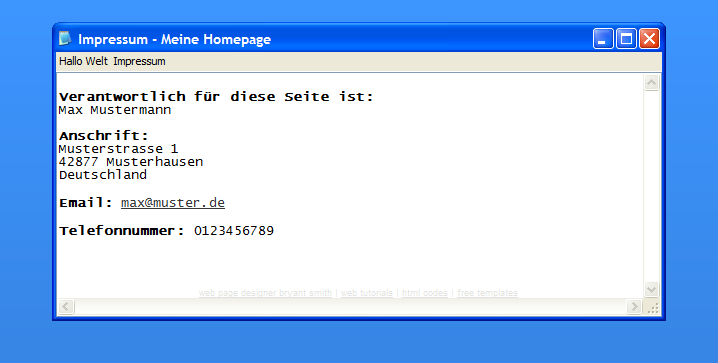 Impressum - Meine Homepage
Hallo Welt Impressum
Verantwortlich für diese Seite ist:
Max Mustermann
Anschrift:
Musterstrasse 1
42877 Musterhausen
Deutschland
Email: max@muster.de
Telefonnummer: 0123456789
web page designer bryant smith | web tutorials | html codes | free templates